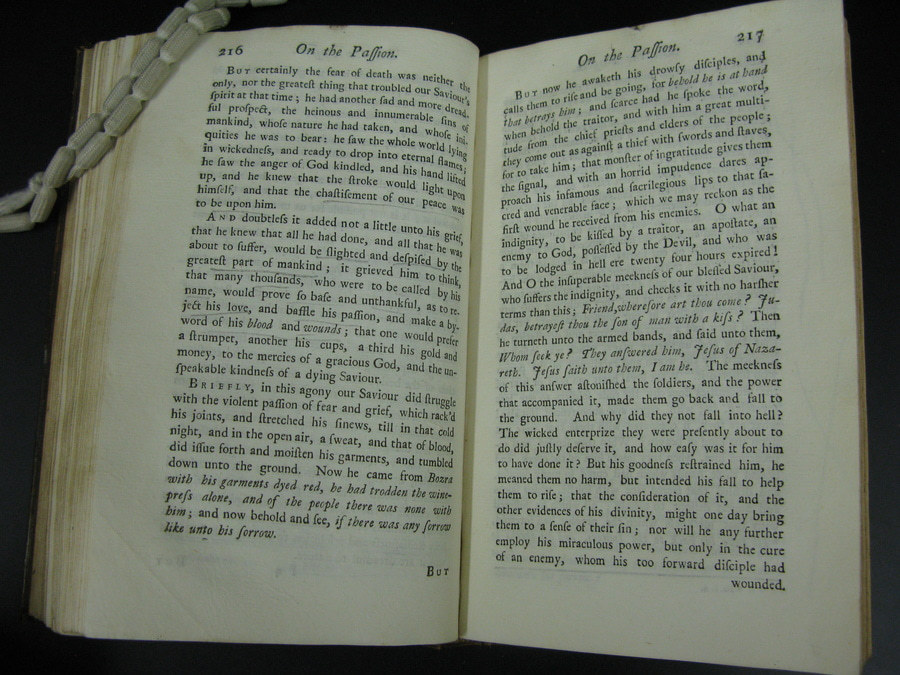 216 On the Paſſion.
BUT certainly the fear of death was neither the
only, nor the greateſt thing that troubled our Saviour's
ſpirit at that time; he had another ſad and more dread-
ful proſpect, the heinous and innumerable ſins of
mankind, whoſe nature he had taken, and whoſe ini-
quities he was to bear: he ſaw the whole world lying
in wickedneſs, and ready to drop into eternal flames;
he ſaw the anger of God kindled, and his hand lifted
up, and he knew that the ſtroke would light upon
himſelf, and that the chaſtiſement of our peace was
to be upon him.
AND doubtleſs it added not a little unto his grief,
that he knew that all he had done, and all that he was
about to ſuffer, would be ſlighted and deſpiſed by the
greateſt part of mankind; it grieved him to think,
that many thouſands, who were to be called by his
name, would prove ſo baſe and unthankful, as to re-
ject his love, and baffle his paſſion, and make a by-
word of his blood and wounds; that one would prefer
a ſtrumpet, another his cups, a third his gold and
money, to the mercies of a gracious God, and the un-
ſpeakable kindneſs of a dying Saviour.
BRIEFLY, in this agony our Saviour did ſtruggle
with the violent paſſion of fear and grief, which rack'd
his joints, and ſtretched his ſinews, till in that cold
night, and in the open air, a ſweat, and that of blood,
did iſſue forth and moiſten his garments, and tumbled
down unto the ground. Now he came from Bozra
with his garments dyed red, he had trodden the wine-
preſs alone, and of the people there was none with
him; and now behold and ſee, if there was any ſorrow
like unto his ſorrow.
BUT
On the Paſſion. 217
BUT now he awaketh his drowſy diſciples, and
calls them to riſe and be going, for behold he is at hand
that betrays him; and ſcarce had he ſpoke the word,
when behold the traitor, and with him a great multi-
tude from the chief prieſts and elders of the people;
they come out as againſt a thief with ſwords and ſtaves,
for to take him; that monſter of ingratitude gives them
the ſignal, and with an horrid impudence dares ap-
proach his infamous and ſacrilegious lips to that ſa-
cred and venerable face; which we may reckon as the
firſt wound he received from his enemies. O what an
indignity, to be kiſſed by a traitor, an apoſtate, an
enemy to God, poſſeſſed by the Devil, and who was
to be lodged in hell ere twenty four hours expired!
And O the inſuperable meekneſs of our bleſſed Saviour,
who ſuffers the indignity, and checks it with no harſher
terms than this; Friend, wherefore art thou come? Ju-
das, betrayeſt thou the ſon of man with a kiſs? Then
he turneth unto the armed bands, and ſaid unto them,
Whom ſeek ye? They anſwered him, Jeſus of Naza-
reth. Jeſus ſaith unto them, I am he. The meekneſs
of this anſwer aſtoniſhed the ſoldiers, and the power
that accompanied it, made them go back and fall to
the ground. And why did they not fall into hell?
The wicked enterprize they were preſently about to
do did juſtly deſerve it, and how eaſy was it for him
to have done it? But his goodneſs reſtrained him, he
meaned them no harm, but intended his fall to help
them to riſe; that the conſideration of it, and the
other evidences of his divinity, might one day bring
them to a ſenſe of their ſin; nor will he any further
employ his miraculous power, but only in the cure
of an enemy, whom his too forward diſciple had
wounded.